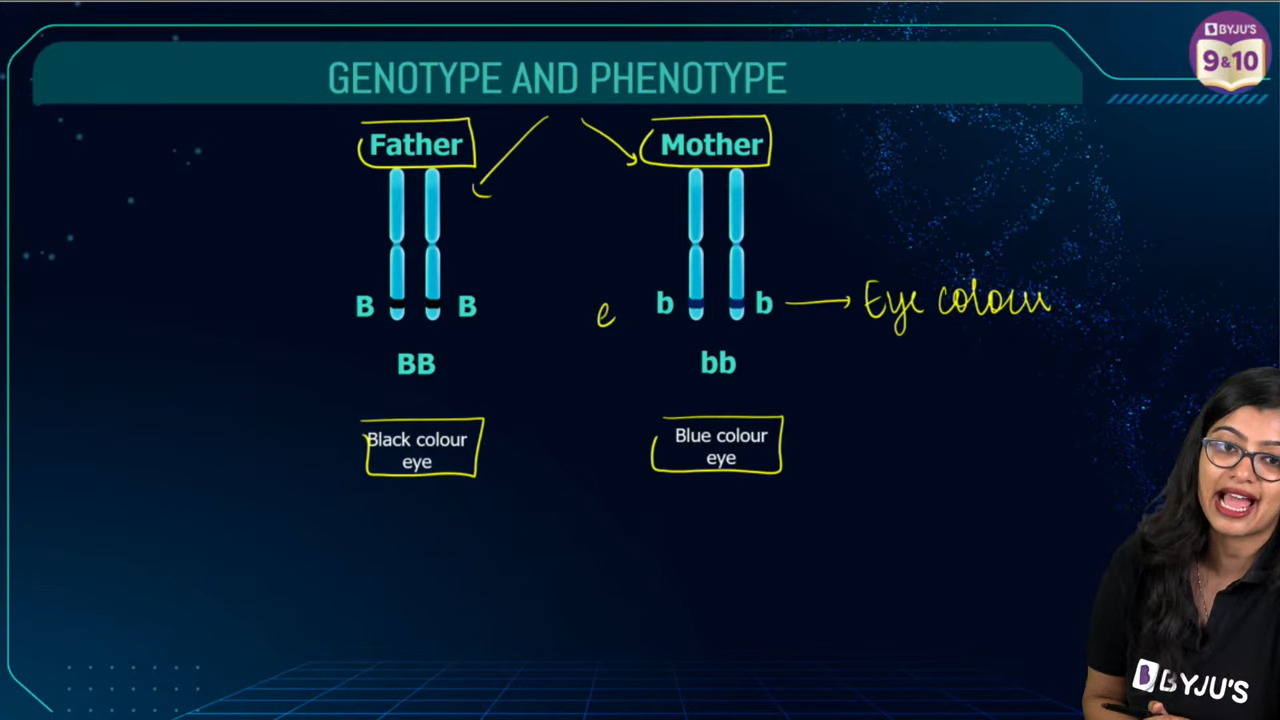 BYJU'S
9&10
GENOTYPE AND PHENOTYPE
Father
Mother
B B
e b b Eye colour
BB
bb
Black colour
eye
Blue colour
eye
BYJU'S